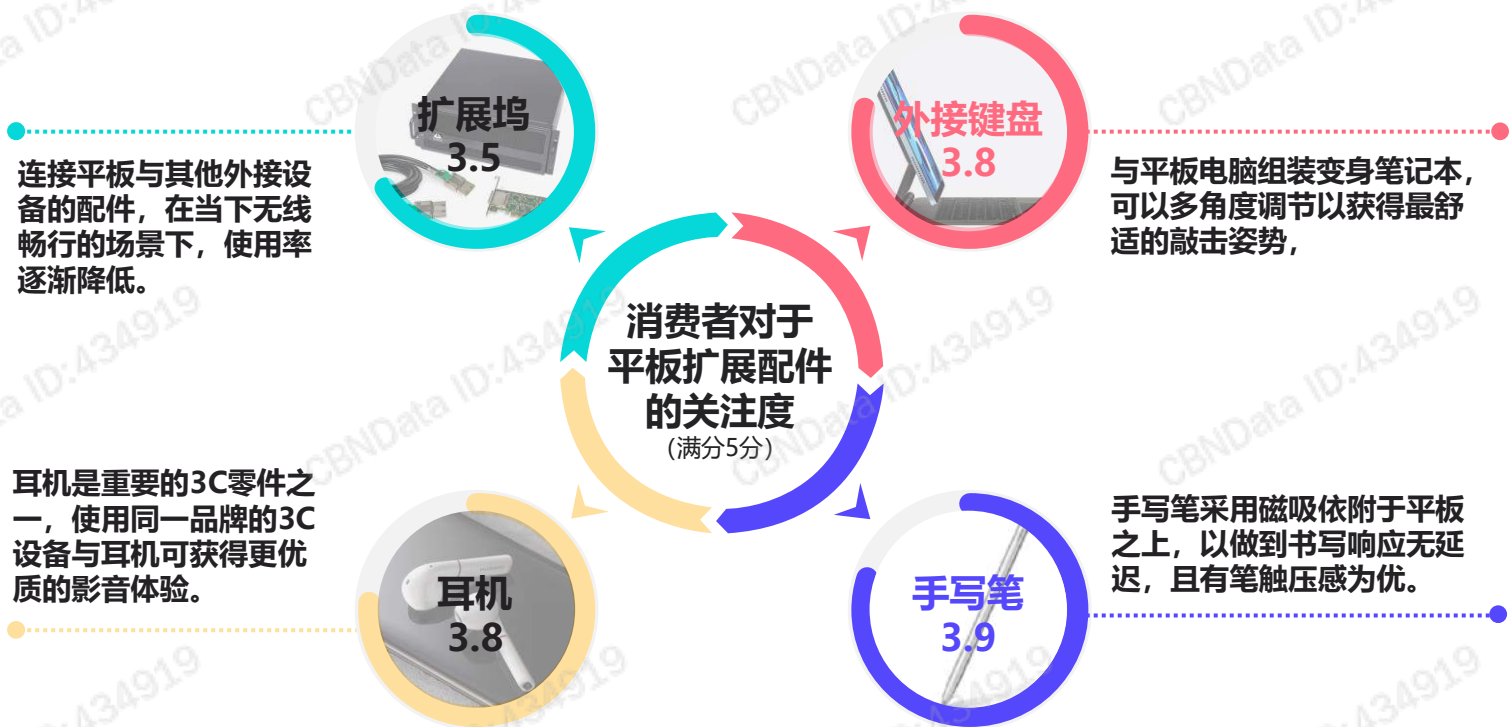 扩展坞
3.5
连接平板与其他外接设
备的配件，在当下无线
畅行的场景下，使用率
逐渐降低。
外接键盘
3.8
与平板电脑组装变身笔记本，
可以多角度调节以获得最舒
适的敲击姿势，
消费者对于
平板扩展配件
的关注度
（满分5分）
耳机是重要的3C零件之
一，使用同一品牌的3C
设备与耳机可获得更优
质的影音体验。
耳机
3.8
手写笔
3.9
手写笔采用磁吸依附于平板
之上，以做到书写响应无延
迟，且有笔触压感为优。
CBNData ID:434919